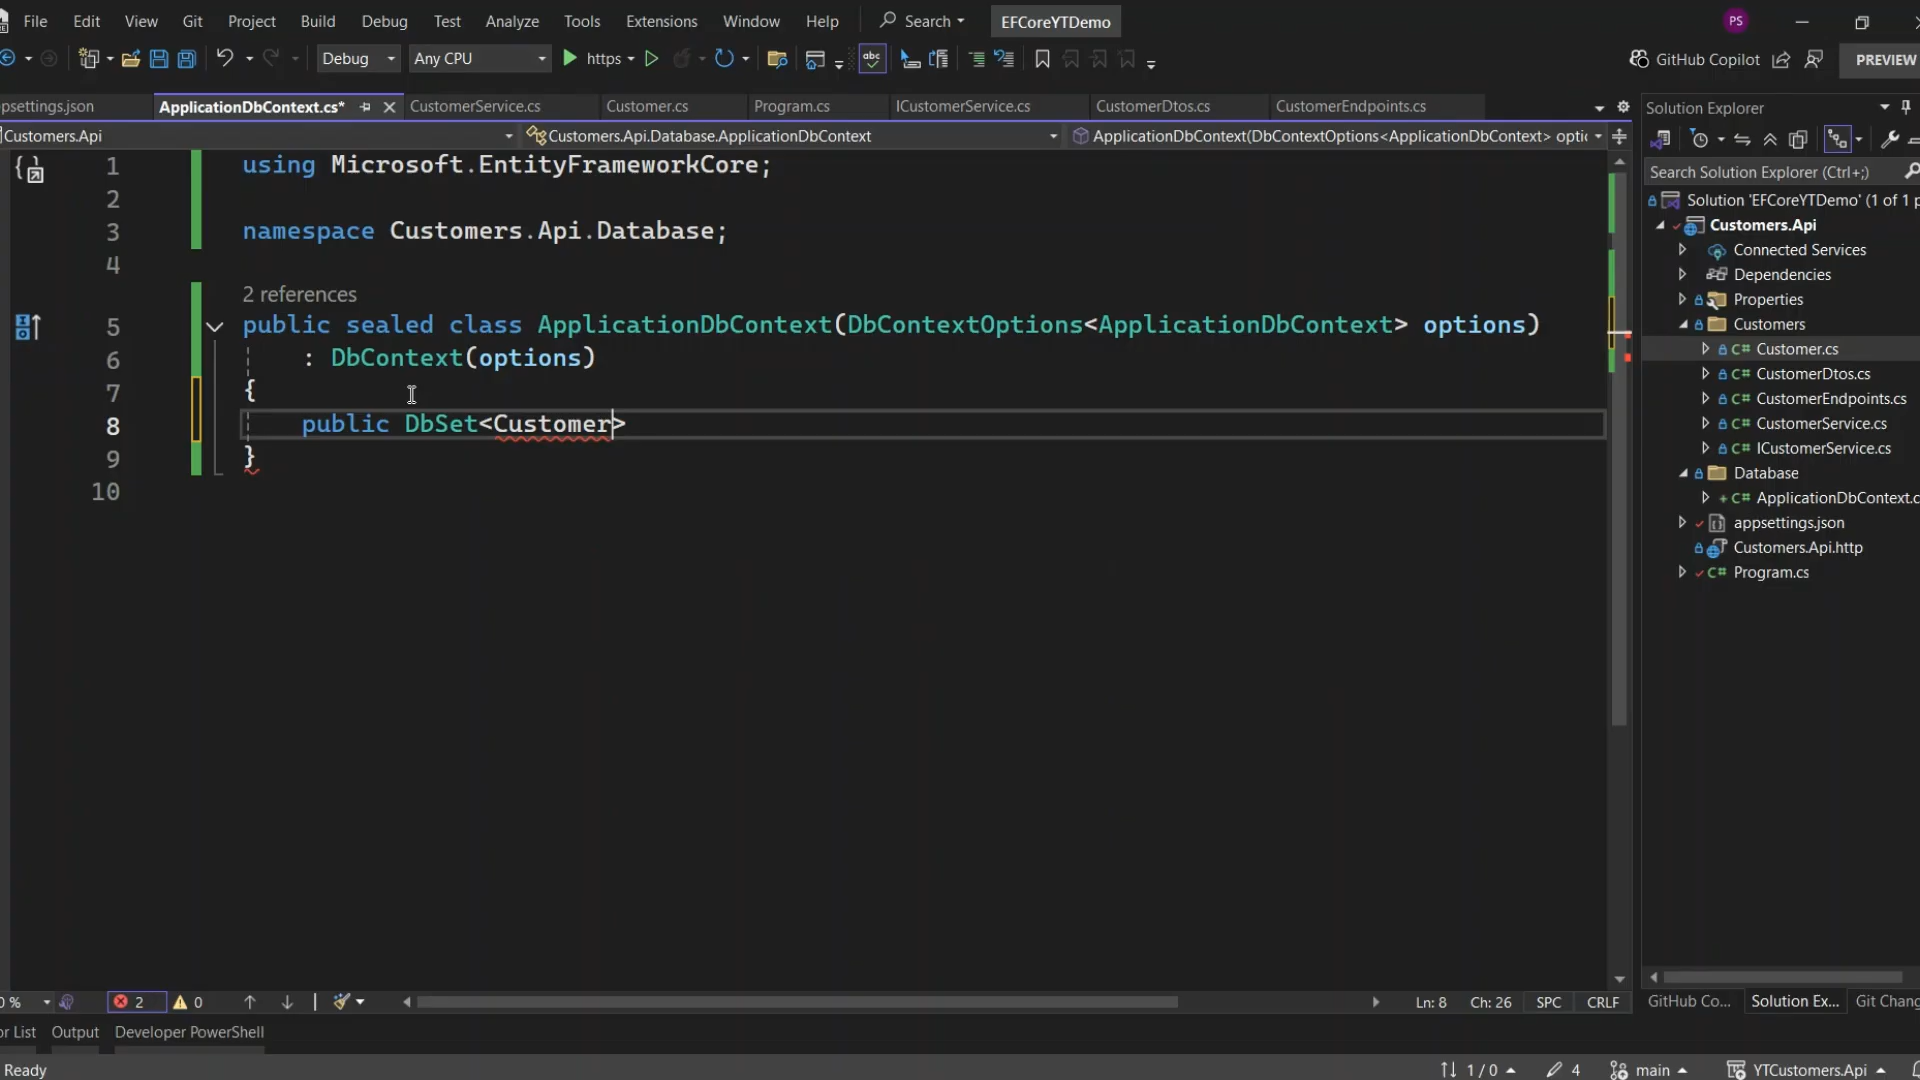 File Edit View Git Project Build Debug Test Analyze Tools Extensions Window Help Search EFCoreYTDemo PS
Debug Any CPU https GitHub Copilot PREVIEW
psettings.json ApplicationDbContext.cs* CustomerService.cs Customer.cs Program.cs ICustomerService.cs CustomerDtos.cs CustomerEndpoints.cs
Customers.Api Customers.Api.Database.ApplicationDbContext ApplicationDbContext(DbContextOptions<ApplicationDbContext> optic
1 using Microsoft.EntityFrameworkCore;
2
3 namespace Customers.Api.Database;
4
2 references
5 public sealed class ApplicationDbContext(DbContextOptions<ApplicationDbContext> options)
6 : DbContext(options)
7 {
8 public DbSet<Customer>
9 }
10
Solution Explorer
Search Solution Explorer (Ctrl+;)
Solution 'EFCoreYTDemo' (1 of 1 p
Customers.Api
Connected Services
Dependencies
Properties
Customers
C# Customer.cs
C# CustomerDtos.cs
C# CustomerEndpoints.cs
C# CustomerService.cs
C# ICustomerService.cs
Database
+ C# ApplicationDbContext.c
appsettings.json
Customers.Api.http
C# Program.cs
GitHub Co... Solution Ex... Git Chang
0 % 2 0 Ln: 8 Ch: 26 SPC CRLF
or List Output Developer PowerShell
Ready 1 / 0 4 main YTCustomers.Api